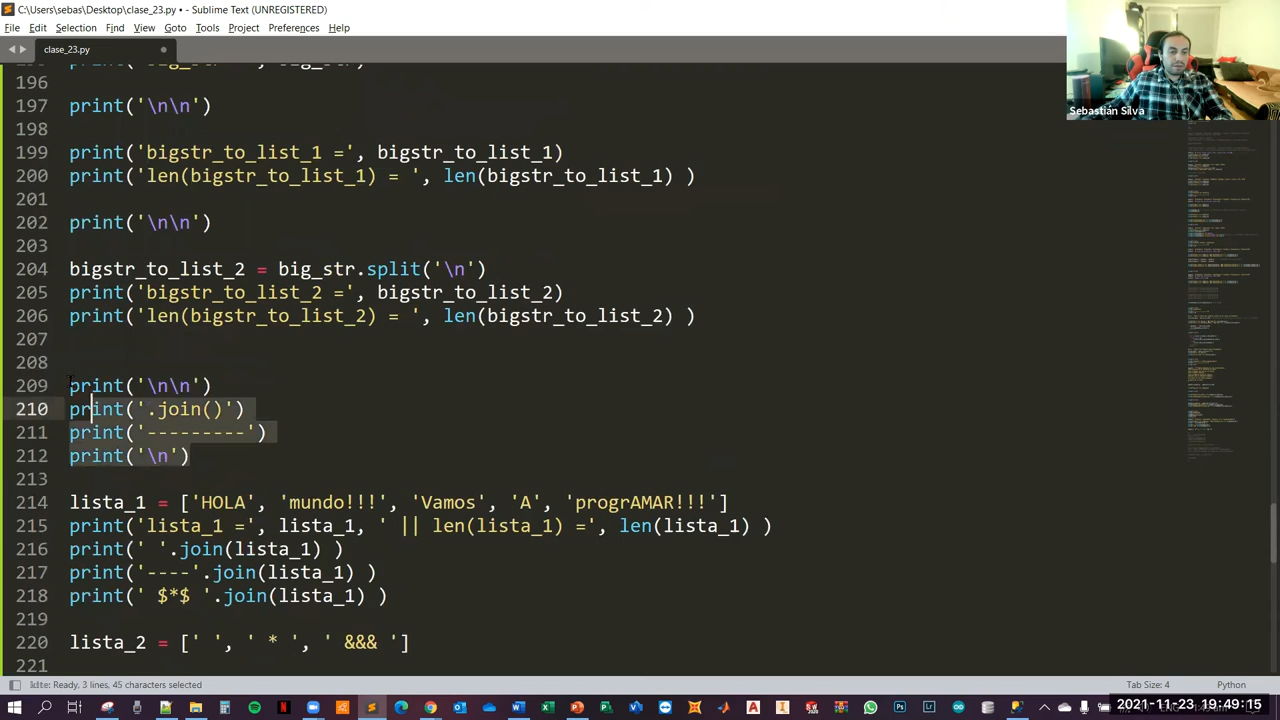 C:\Users\sebas\Desktop\clase_23.py • - Sublime Text (UNREGISTERED)
File Edit Selection Find View Goto Tools Project Preferences Help
clase_23.py
196
197 print('\n\n')
198
199 print('bigstr_to_list_1 =', bigstr_to_list_1)
200 print('len(bigstr_to_list_1) = ', len(bigstr_to_list_1) )
201
202 print('\n\n')
203
204 bigstr_to_list_2 = big_str.split('\n')
205 print('bigstr_to_list_2 =', bigstr_to_list_2)
206 print('len(bigstr_to_list_2) = ', len(bigstr_to_list_2) )
207
208
209 print('\n\n')
210 print('.join()')
211 print('---------')
212 print('\n')
213
214 lista_1 = ['HOLA', 'mundo!!!', 'Vamos', 'A', 'progrAMAR!!!']
215 print('lista_1 =', lista_1, ' || len(lista_1) =', len(lista_1) )
216 print(' '.join(lista_1) )
217 print('----'.join(lista_1) )
218 print(' $*$ '.join(lista_1) )
219
220 lista_2 = [' ', ' * ', ' &&& ']
221
Sebastián Silva
kite: Ready, 3 lines, 45 characters selected
Tab Size: 4
Python
2021-11-23 19:49:15